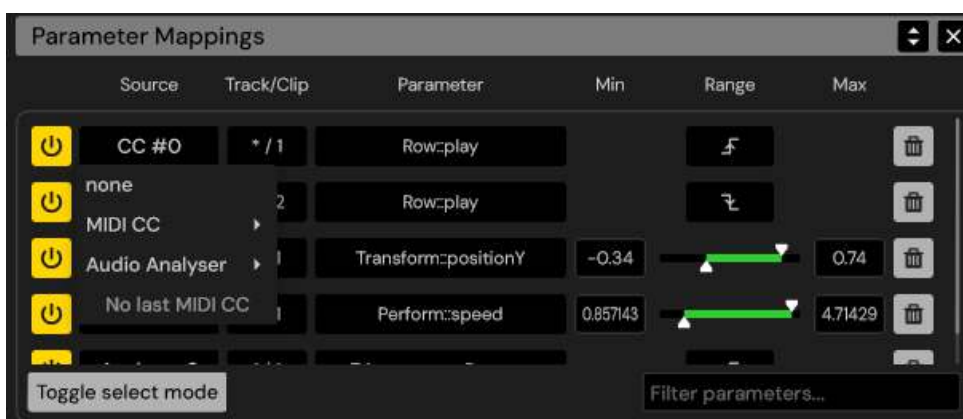 Parameter Mappings
Source Track/Clip Parameter Min Range Max
CC #0 * / 1 Row::play
none
2 Row::play
MIDI CC
Audio Analyser
1 Transform::positionY -0.34 0.74
No last MIDI CC
1 Perform::speed 0.857143 4.71429
Toggle select mode Filter parameters...